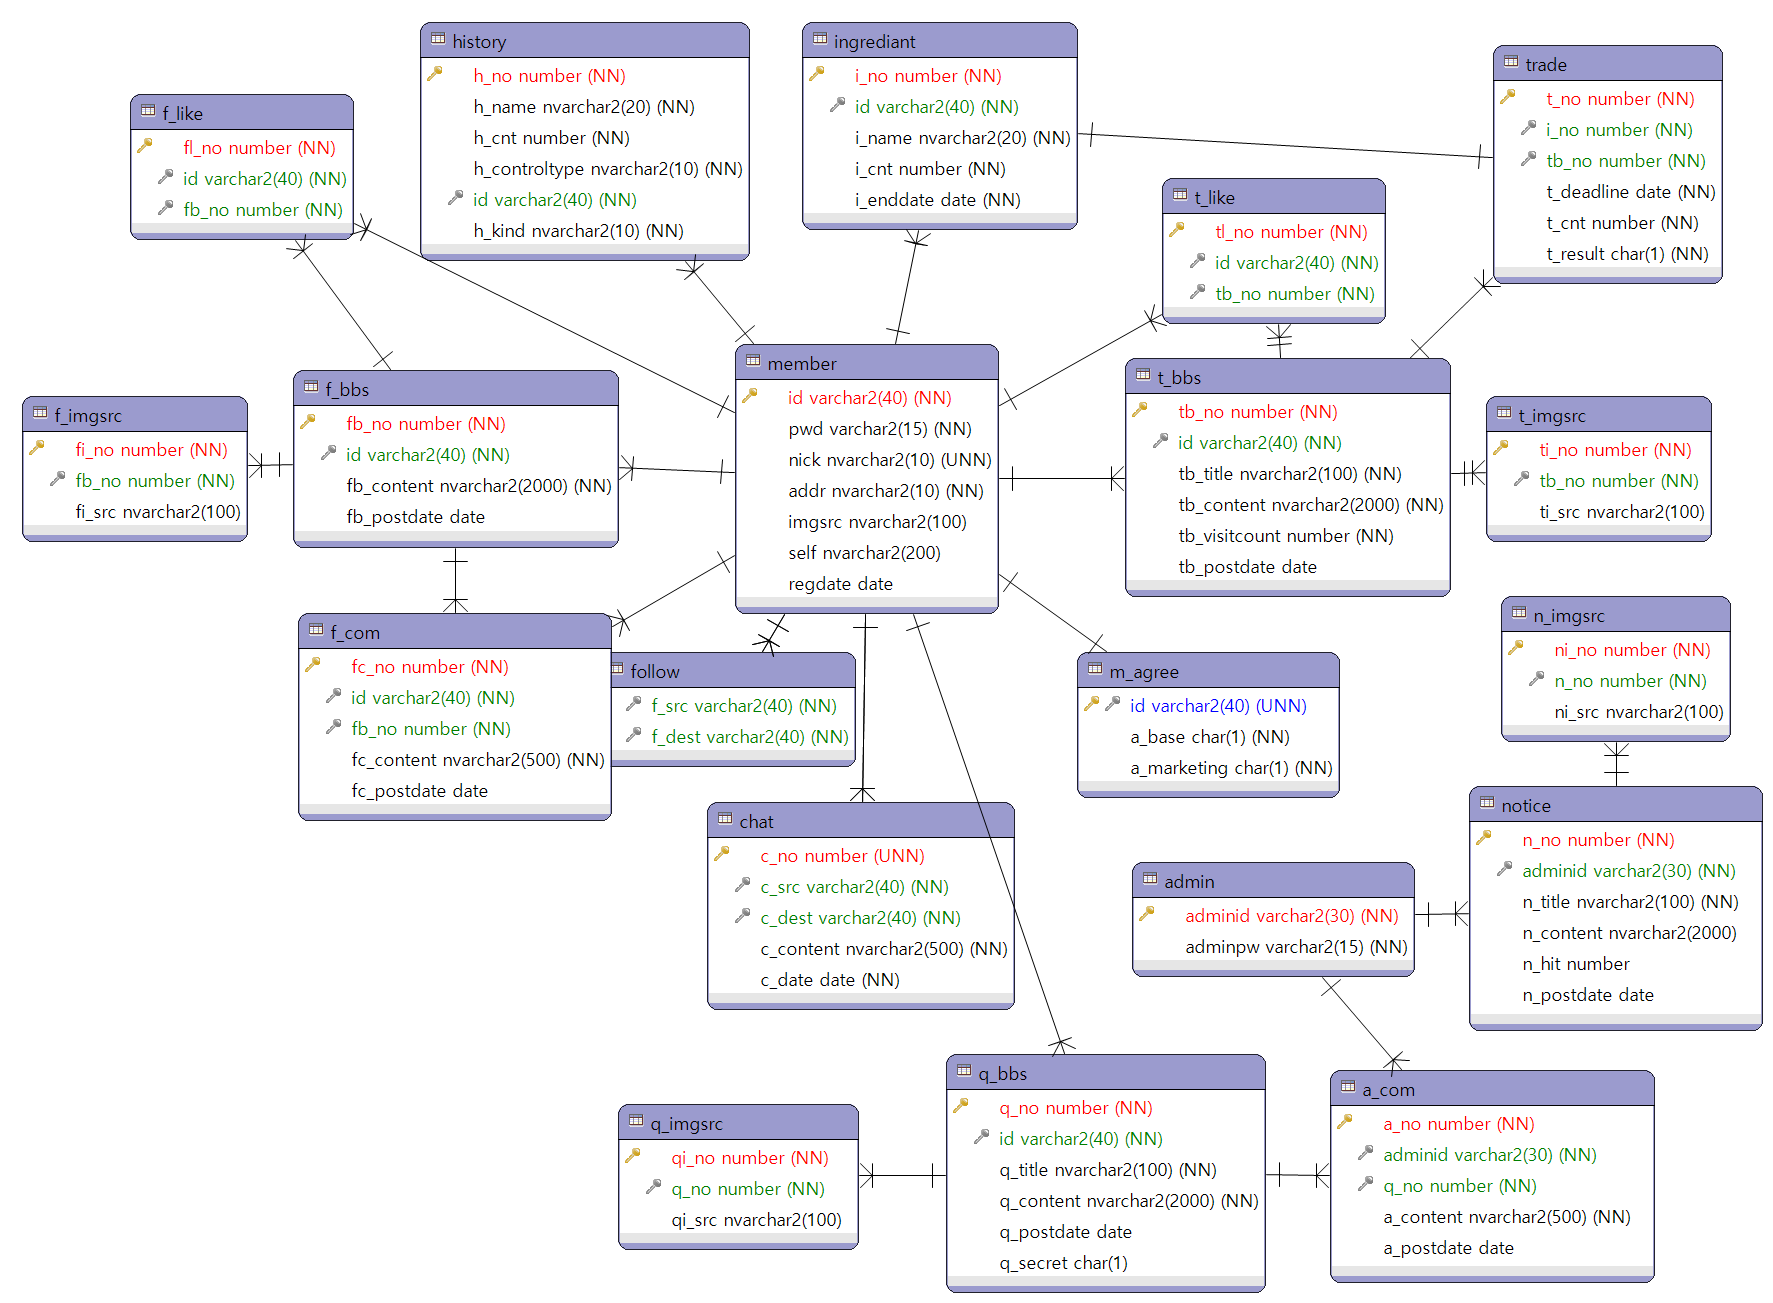 history
h_no number (NN)
h_name nvarchar2(20) (NN)
h_cnt number (NN)
h_controltype nvarchar2(10) (NN)
id varchar2(40) (NN)
h_kind nvarchar2(10) (NN)
ingrediant
i_no number (NN)
id varchar2(40) (NN)
i_name nvarchar2(20) (NN)
i_cnt number (NN)
i_enddate date (NN)
trade
t_no number (NN)
i_no number (NN)
tb_no number (NN)
t_deadline date (NN)
t_cnt number (NN)
t_result char(1) (NN)
f_like
fl_no number (NN)
id varchar2(40) (NN)
fb_no number (NN)
t_like
tl_no number (NN)
id varchar2(40) (NN)
tb_no number (NN)
member
id varchar2(40) (NN)
pwd varchar2(15) (NN)
nick nvarchar2(10) (UNN)
addr nvarchar2(10) (NN)
imgsrc nvarchar2(100)
self nvarchar2(200)
regdate date
f_bbs
fb_no number (NN)
id varchar2(40) (NN)
fb_content nvarchar2(2000) (NN)
fb_postdate date
f_imgsrc
fi_no number (NN)
fb_no number (NN)
fi_src nvarchar2(100)
t_bbs
tb_no number (NN)
id varchar2(40) (NN)
tb_title nvarchar2(100) (NN)
tb_content nvarchar2(2000) (NN)
tb_visitcount number (NN)
tb_postdate date
t_imgsrc
ti_no number (NN)
tb_no number (NN)
ti_src nvarchar2(100)
f_com
fc_no number (NN)
id varchar2(40) (NN)
fb_no number (NN)
fc_content nvarchar2(500) (NN)
fc_postdate date
follow
f_src varchar2(40) (NN)
f_dest varchar2(40) (NN)
m_agree
id varchar2(40) (UNN)
a_base char(1) (NN)
a_marketing char(1) (NN)
n_imgsrc
ni_no number (NN)
n_no number (NN)
ni_src nvarchar2(100)
chat
c_no number (UNN)
c_src varchar2(40) (NN)
c_dest varchar2(40) (NN)
c_content nvarchar2(500) (NN)
c_date date (NN)
admin
adminid varchar2(30) (NN)
adminpw varchar2(15) (NN)
notice
n_no number (NN)
adminid varchar2(30) (NN)
n_title nvarchar2(100) (NN)
n_content nvarchar2(2000)
n_hit number
n_postdate date
q_imgsrc
qi_no number (NN)
q_no number (NN)
qi_src nvarchar2(100)
q_bbs
q_no number (NN)
id varchar2(40) (NN)
q_title nvarchar2(100) (NN)
q_content nvarchar2(2000) (NN)
q_postdate date
q_secret char(1)
a_com
a_no number (NN)
adminid varchar2(30) (NN)
q_no number (NN)
a_content nvarchar2(500) (NN)
a_postdate date